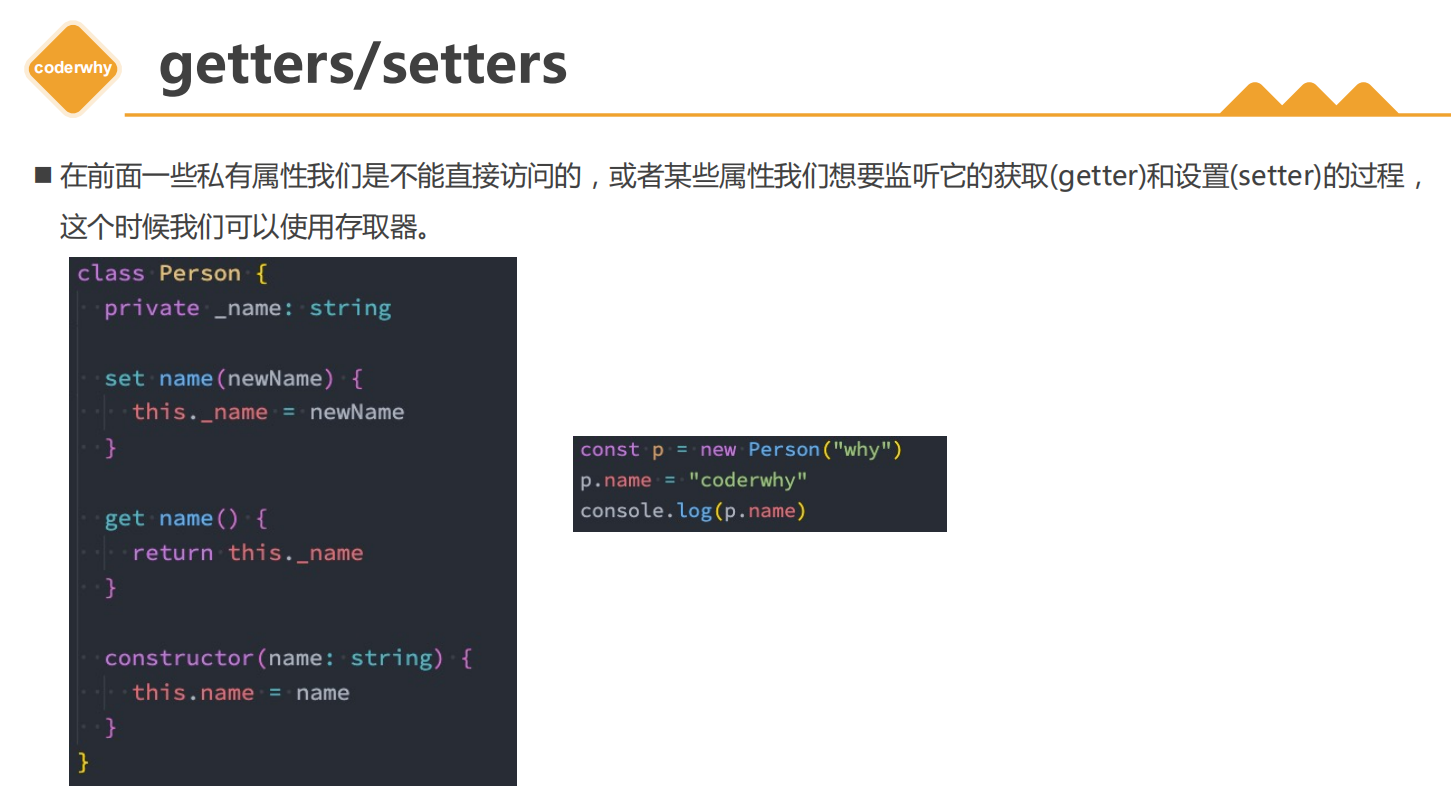 coderwhy
getters/setters
■ 在前面一些私有属性我们是不能直接访问的，或者某些属性我们想要监听它的获取(getter)和设置(setter)的过程，
这个时候我们可以使用存取器。
class Person {
  private _name: string
  set name(newName) {
    this._name = newName
  }
  get name() {
    return this._name
  }
  constructor(name: string) {
    this.name = name
  }
}
const p = new Person("why")
p.name = "coderwhy"
console.log(p.name)